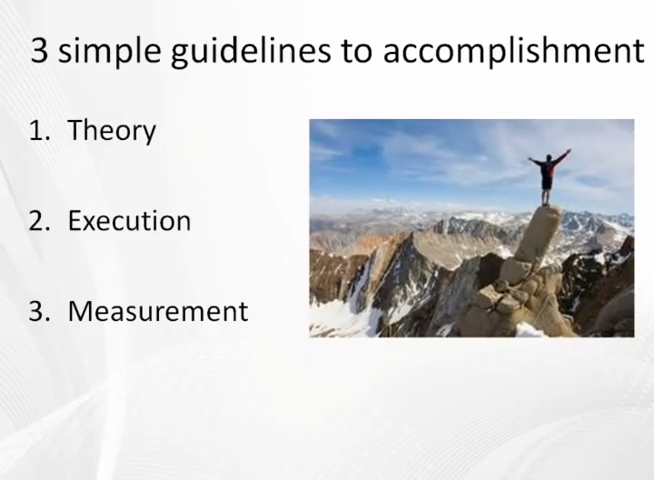 3 simple guidelines to accomplishment
1. Theory
2. Execution
3. Measurement